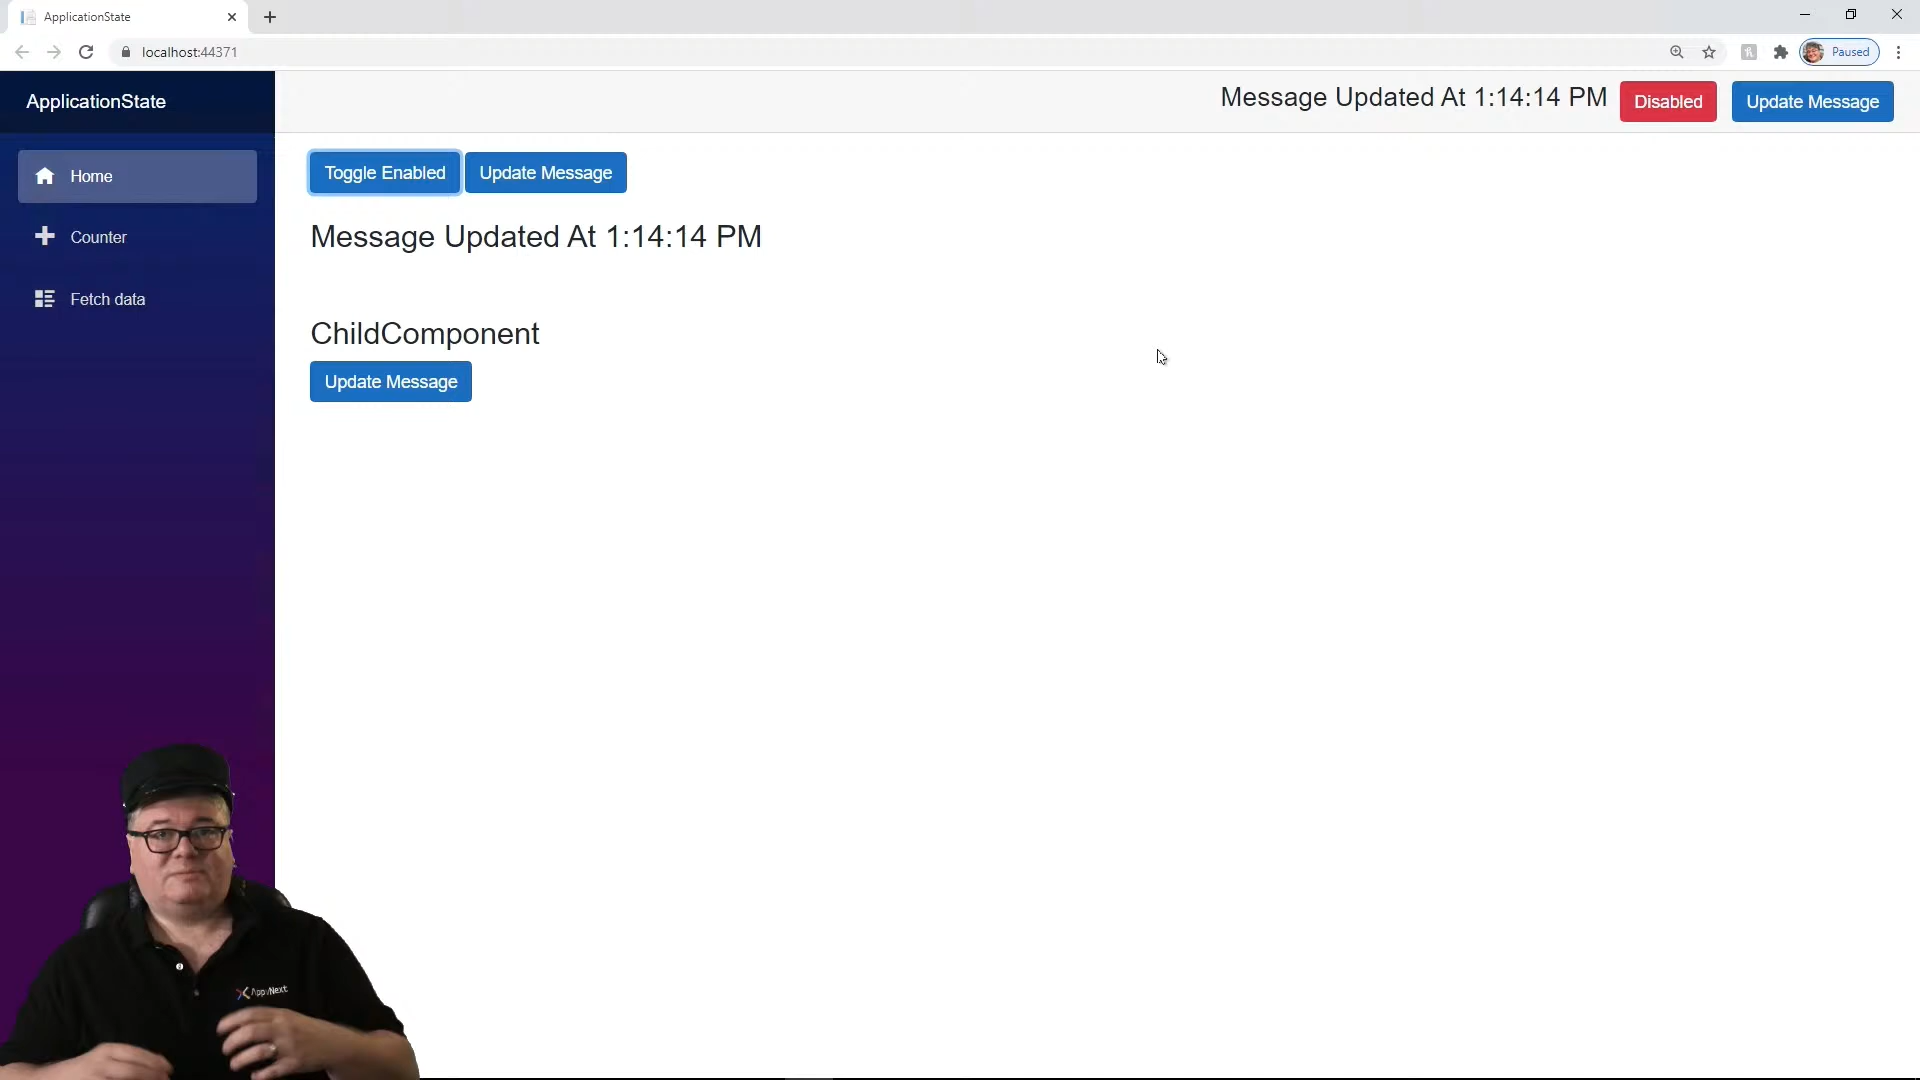 ApplicationState
localhost:44371
Paused
ApplicationState
Message Updated At 1:14:14 PM
Disabled
Update Message
Home
Counter
Fetch data
Toggle Enabled
Update Message
Message Updated At 1:14:14 PM
ChildComponent
Update Message
AppvNext